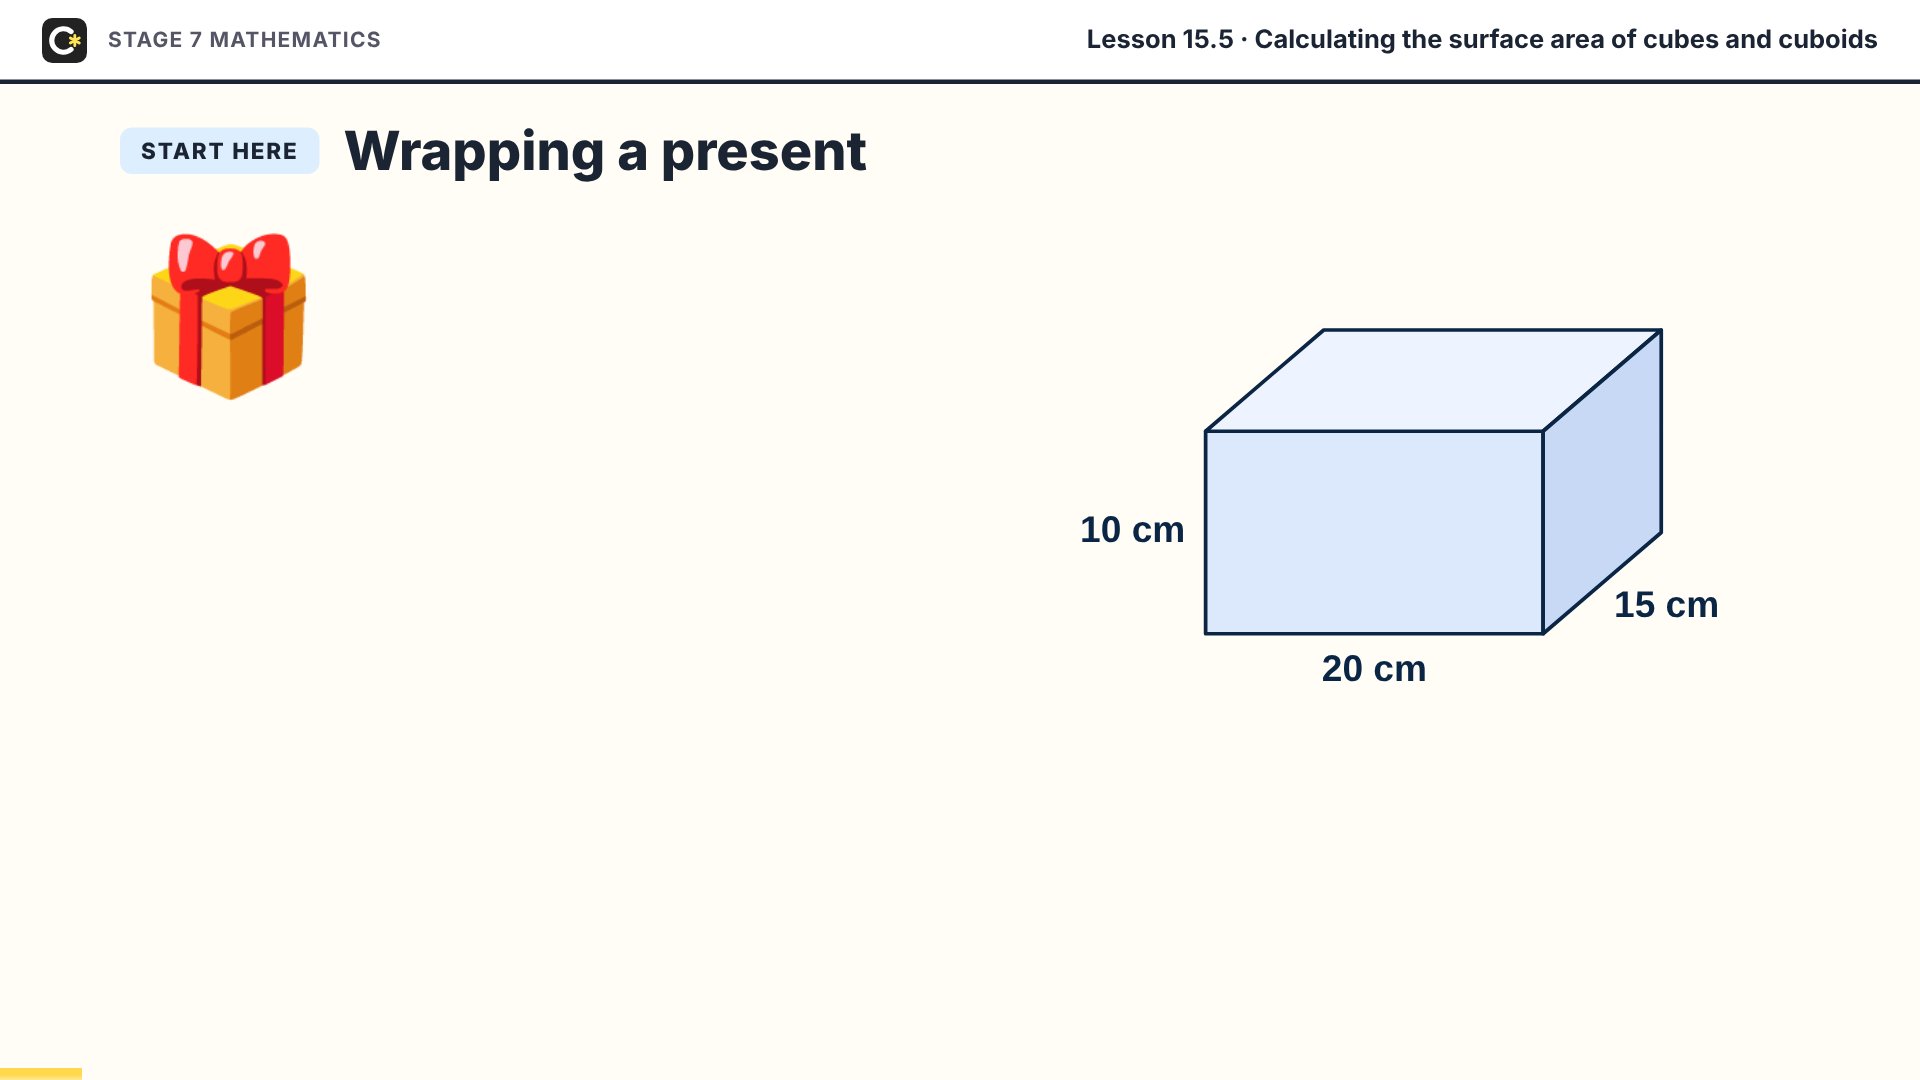 STAGE 7 MATHEMATICS
Lesson 15.5 · Calculating the surface area of cubes and cuboids
START HERE
Wrapping a present
10 cm
15 cm
20 cm